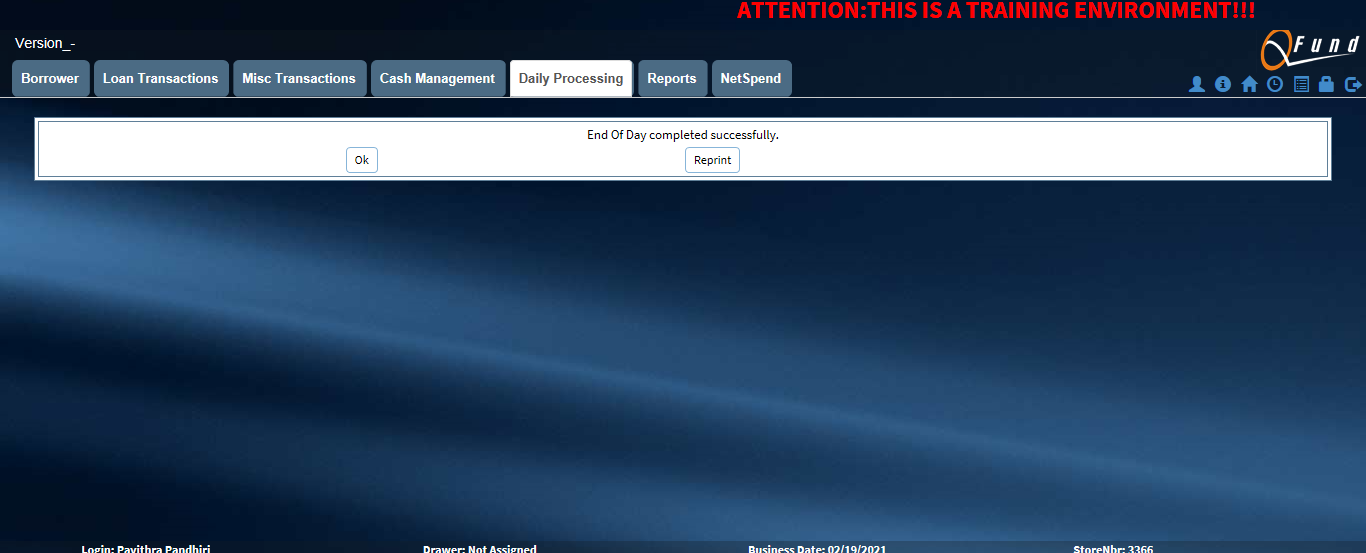 ATTENTION:THIS IS A TRAINING ENVIRONMENT!!!
Version_-
QFund
Borrower Loan Transactions Misc Transactions Cash Management Daily Processing Reports NetSpend
End Of Day completed successfully.
Ok Reprint
Login: Pavithra Pandhiri Drawer: Not Assigned Business Date: 02/19/2021 StoreNbr: 3366